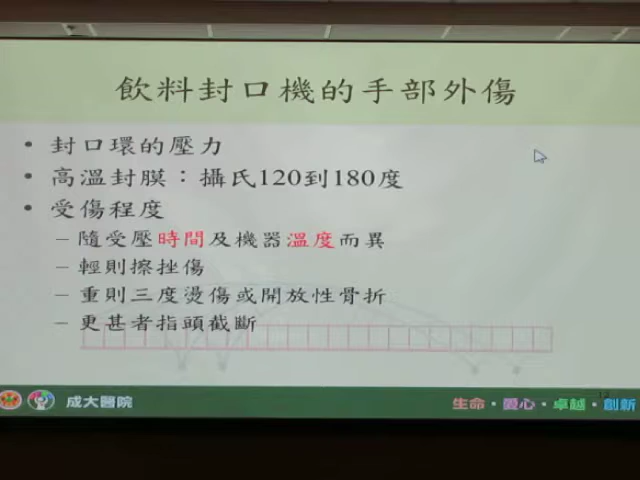 飲料封口機的手部外傷
• 封口環的壓力
• 高溫封膜：攝氏120到180度
• 受傷程度
– 隨受壓時間及機器溫度而異
– 輕則擦挫傷
– 重則三度燙傷或開放性骨折
– 更甚者指頭截斷
成大醫院
生命・愛心・卓越・創新